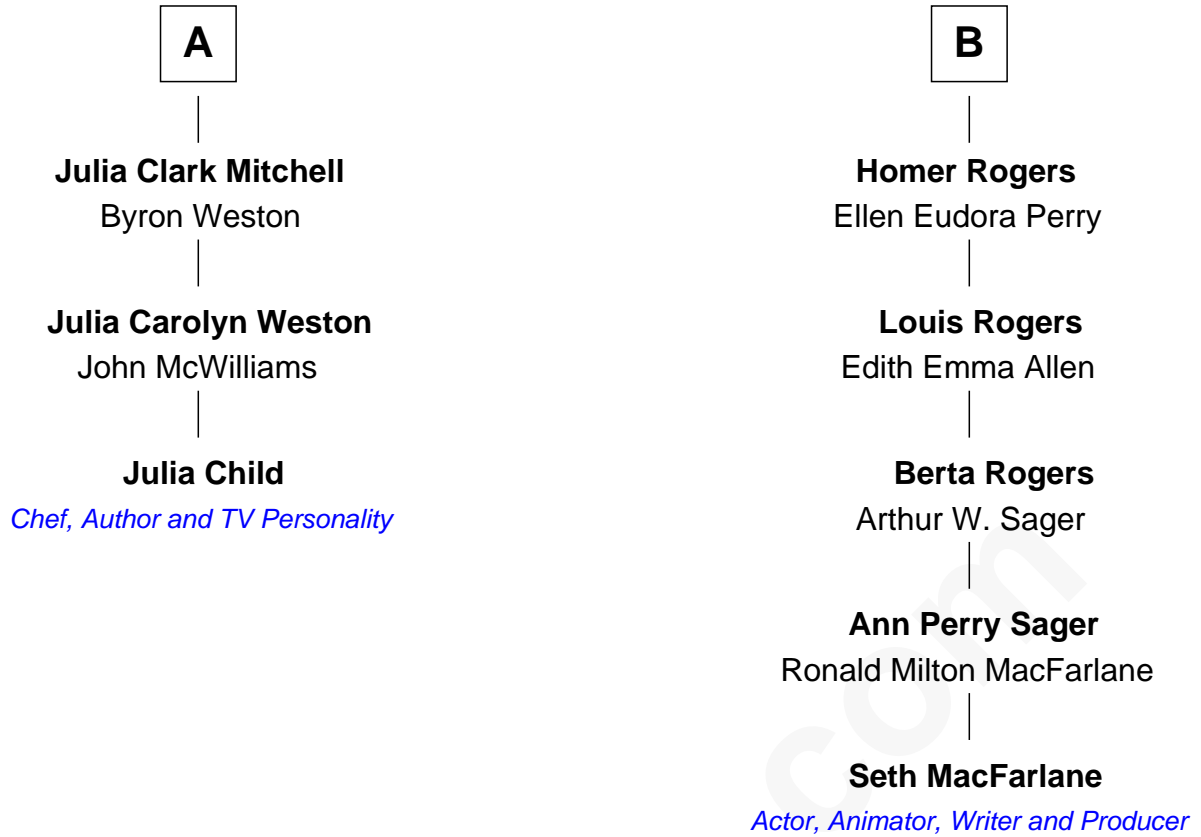 A
Julia Clark Mitchell
Byron Weston
Julia Carolyn Weston
John McWilliams
Julia Child
Chef, Author and TV Personality
B
Homer Rogers
Ellen Eudora Perry
Louis Rogers
Edith Emma Allen
Berta Rogers
Arthur W. Sager
Ann Perry Sager
Ronald Milton MacFarlane
Seth MacFarlane
Actor, Animator, Writer and Producer
com